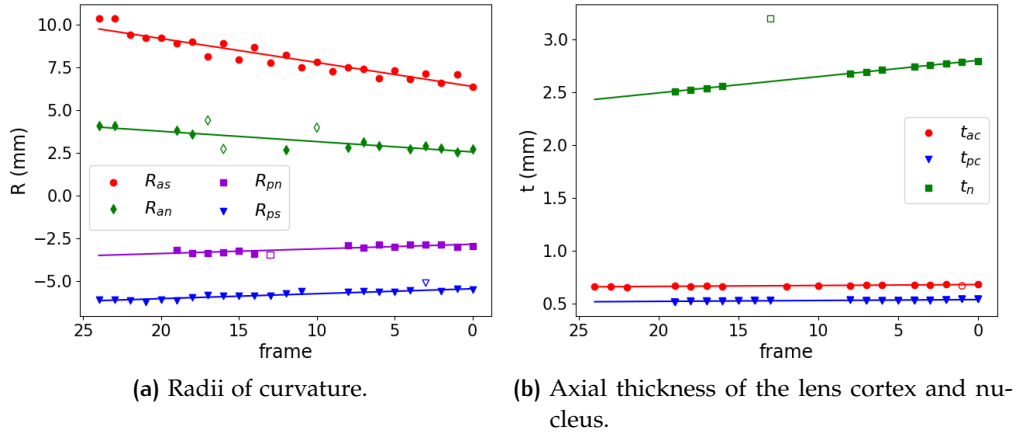 10.0
7.5
5.0
2.5
0.0
−2.5
−5.0
R (mm)
R_as
R_an
R_pn
R_ps
25 20 15 10 5 0
frame
(a) Radii of curvature.
3.0
2.5
2.0
1.5
1.0
0.5
t (mm)
t_ac
t_pc
t_n
25 20 15 10 5 0
frame
(b) Axial thickness of the lens cortex and nu-
cleus.